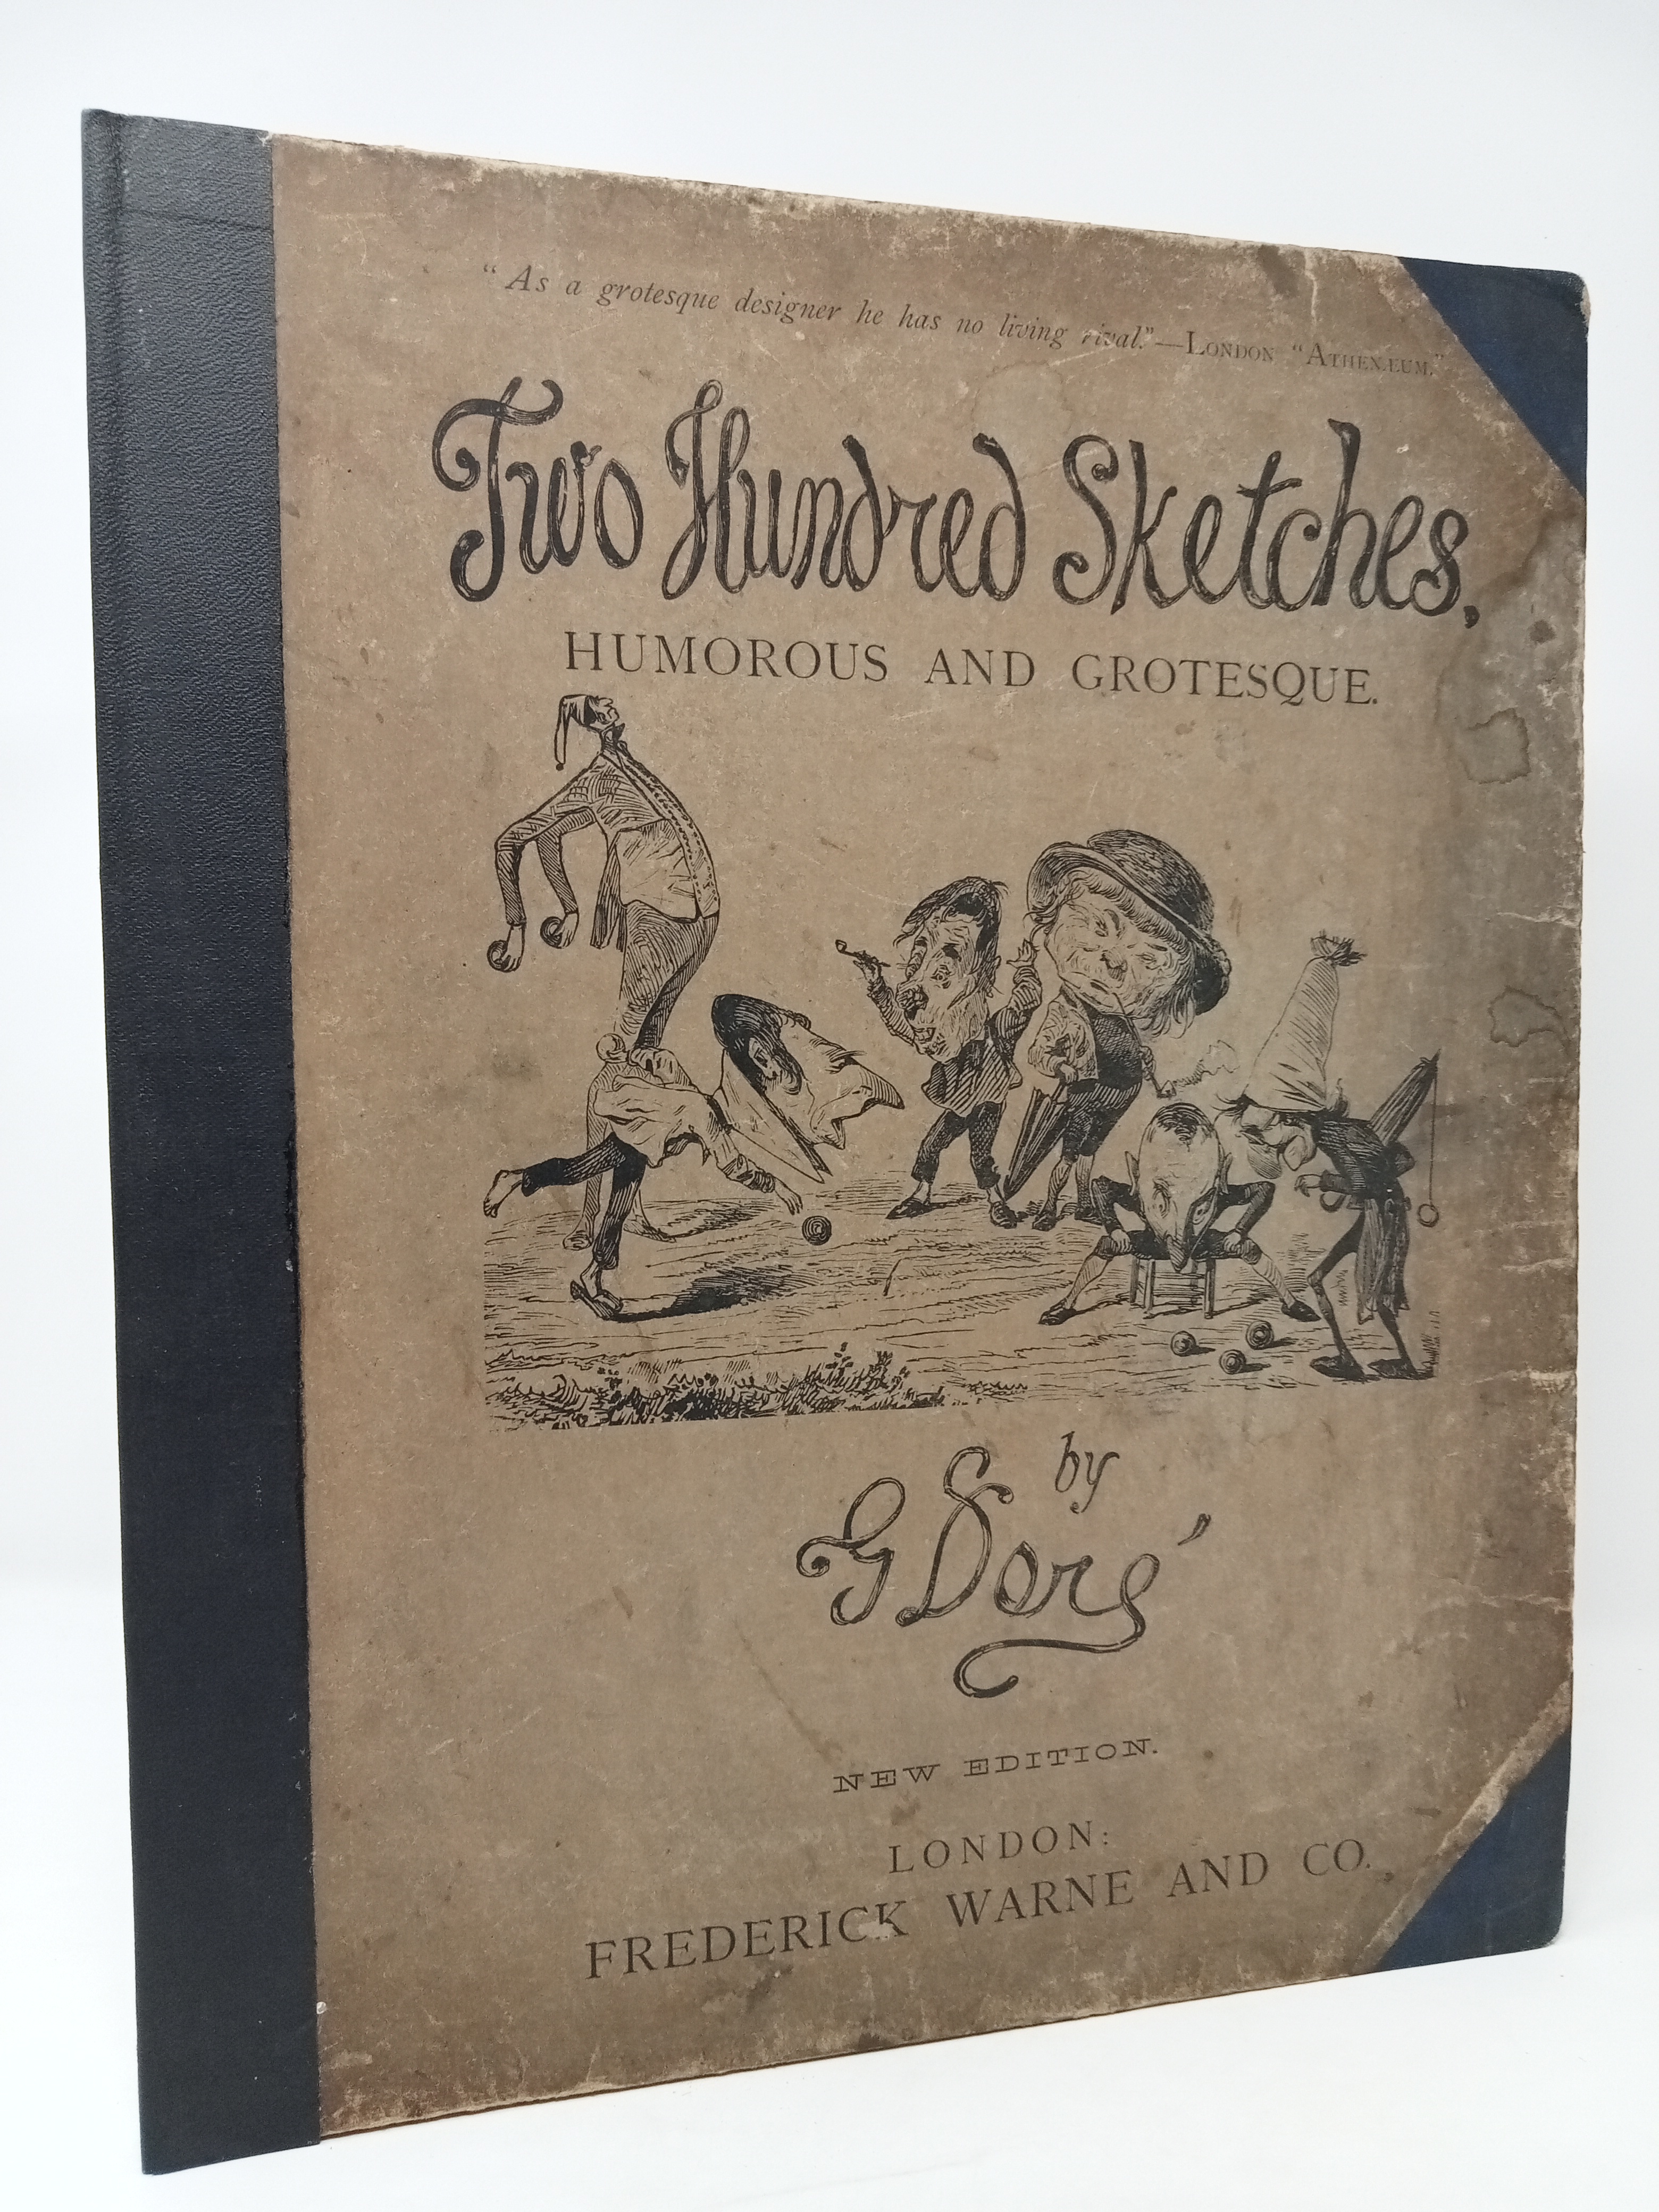 “As a grotesque designer he has no living rival.”—LONDON “ATHENÆUM.”
Two Hundred Sketches,
HUMOROUS AND GROTESQUE.
by
G Doré
NEW EDITION.
LONDON:
FREDERICK WARNE AND CO.